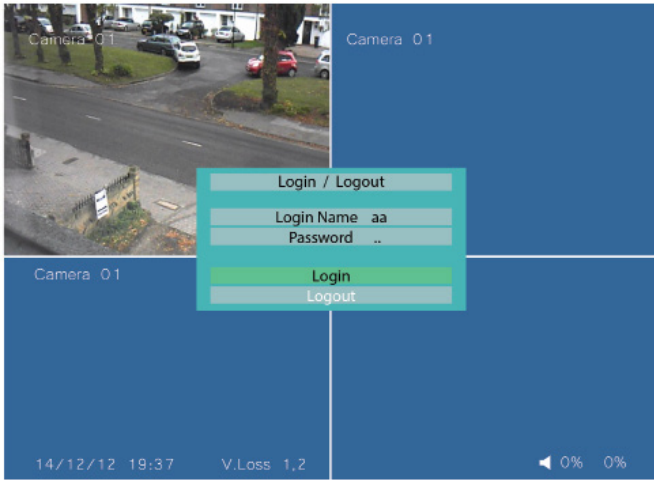 Camera 01
Camera 01
Login / Logout
Login Name aa
Password ..
Login
Logout
Camera 01
14/12/12 19:37 V.Loss 1,2
0% 0%